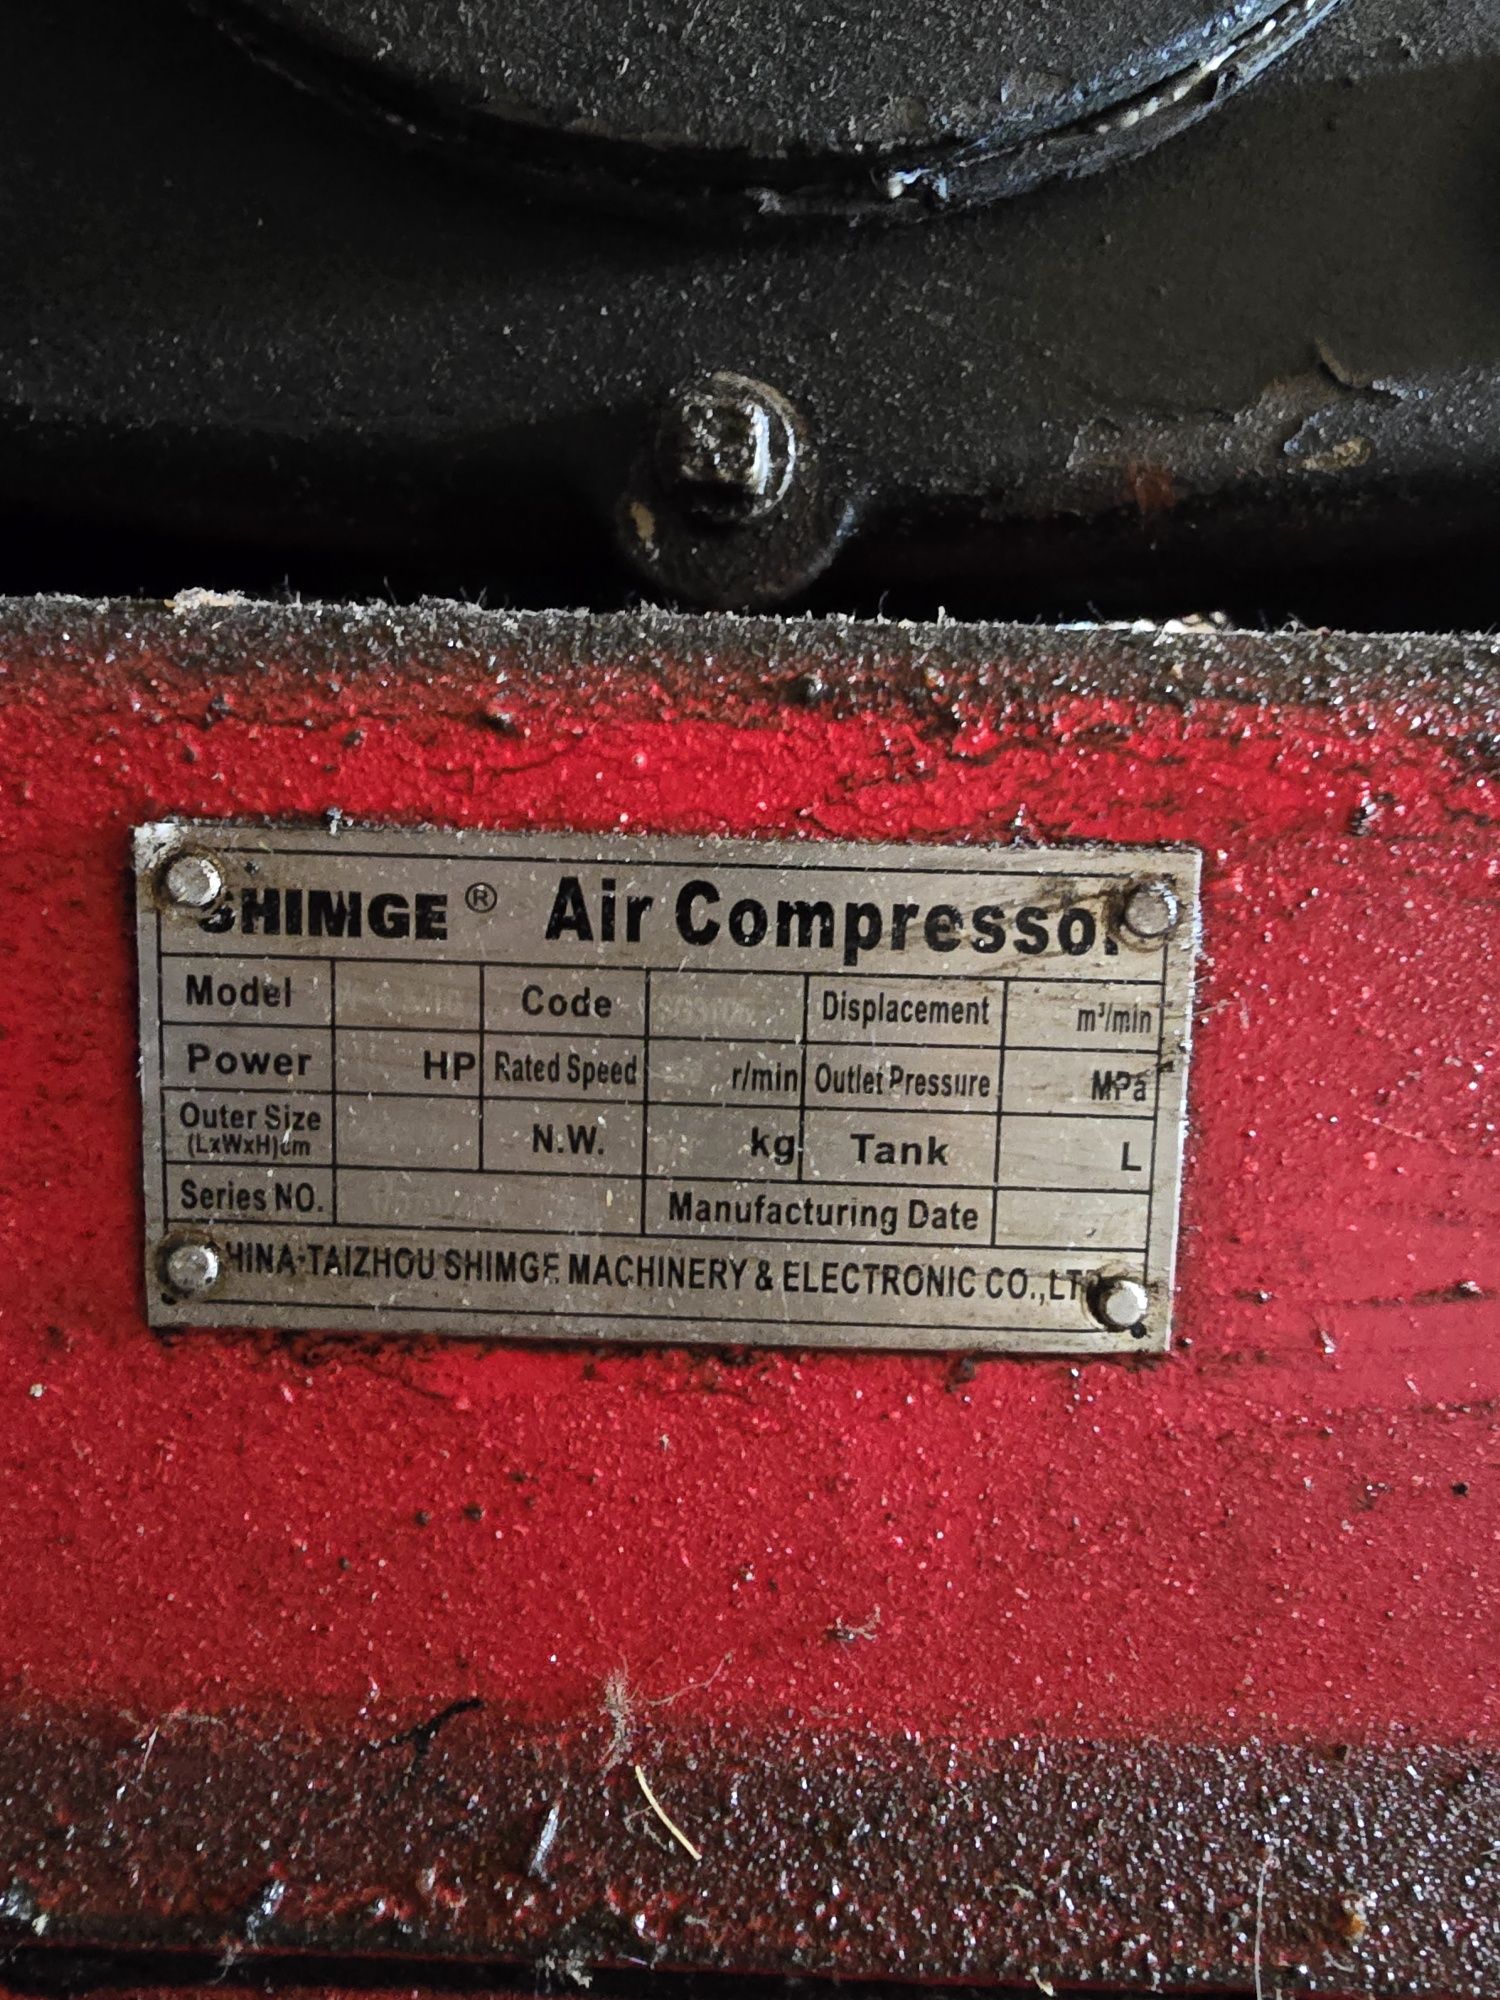 SHIMGE ® Air Compressor
Model Code Displacement m³/min
Power HP Rated Speed r/min Outlet Pressure MPa
Outer Size (LxWxH)cm N.W. kg Tank L
Series NO. Manufacturing Date
CHINA-TAIZHOU SHIMGE MACHINERY & ELECTRONIC CO.,LTD